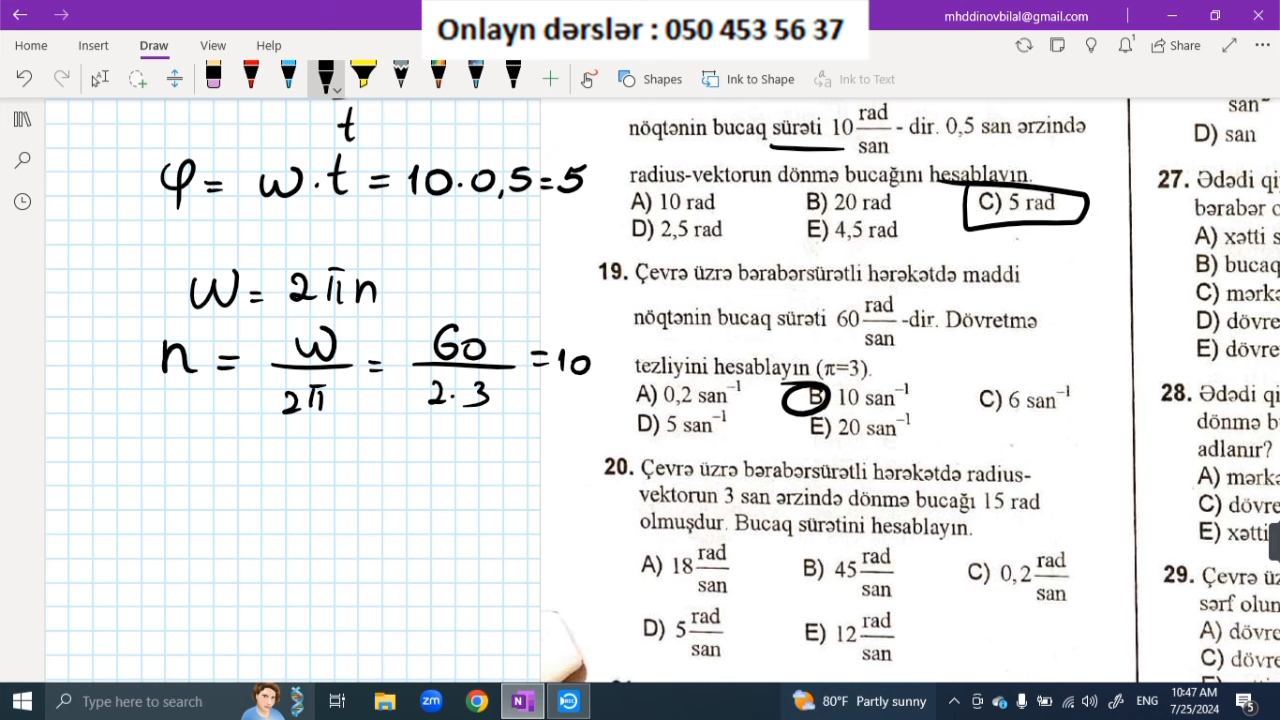 mhddinovbilal@gmail.com
Onlayn dərslər : 050 453 56 37
Home Insert Draw View Help
Share
Shapes Ink to Shape Ink to Text
t
φ = ω · t = 10 · 0,5 = 5
ω = 2πn
n = ω/2π = 60/2·3 = 10
nöqtənin bucaq sürəti 10 rad/san - dir. 0,5 san ərzində
radius-vektorun dönmə bucağını hesablayın.
A) 10 rad B) 20 rad C) 5 rad
D) 2,5 rad E) 4,5 rad
19. Çevrə üzrə bərabərsürətli hərəkətdə maddi
nöqtənin bucaq sürəti 60 rad/san -dir. Dövretmə
tezliyini hesablayın (π=3).
A) 0,2 san⁻¹ B) 10 san⁻¹ C) 6 san⁻¹
D) 5 san⁻¹ E) 20 san⁻¹
20. Çevrə üzrə bərabərsürətli hərəkətdə radius-
vektorun 3 san ərzində dönmə bucağı 15 rad
olmuşdur. Bucaq sürətini hesablayın.
A) 18 rad/san B) 45 rad/san C) 0,2 rad/san
D) 5 rad/san E) 12 rad/san
san
D) san
27. Ədədi qi
bərabər
A) xətti s
B) bucaq
C) mərkə
D) dövre
E) dövre
28. Ədədi qi
dönmə b
adlanır?
A) mərkə
C) dövre
E) xətti
29. Çevrə üz
sərf olun
A) dövre
C) dövre
Type here to search
80°F Partly sunny
ENG
10:47 AM
7/25/2024
5